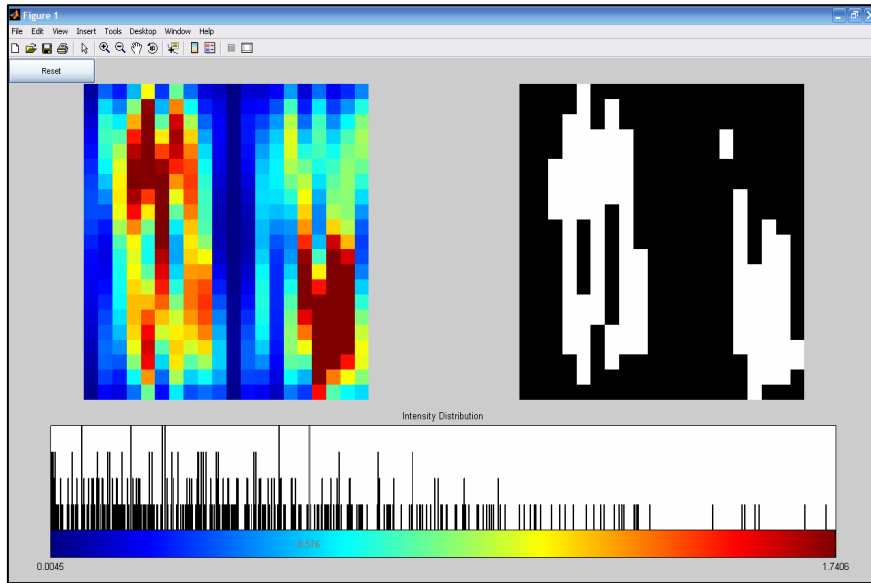 Figure 1
File Edit View Insert Tools Desktop Window Help
Reset
Intensity Distribution
0.576
0.0045 1.7406